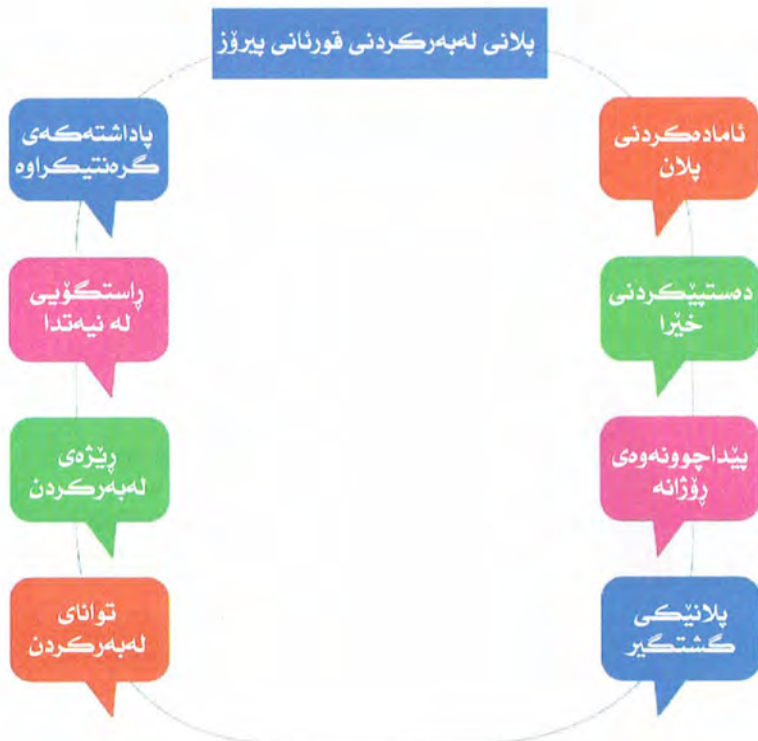 پلانی لەبەرکردنی قورئانی پیرۆز
ئامادەکردنی
پلان
دەستپێکردنی
خێرا
پێداچوونەوەی
ڕۆژانە
پلانێکی
گشتگیر
پاداشتەکەی
گرەنتیکراوە
ڕاستگۆیی
لە نیەتدا
ڕێژەی
لەبەرکردن
توانای
لەبەرکردن